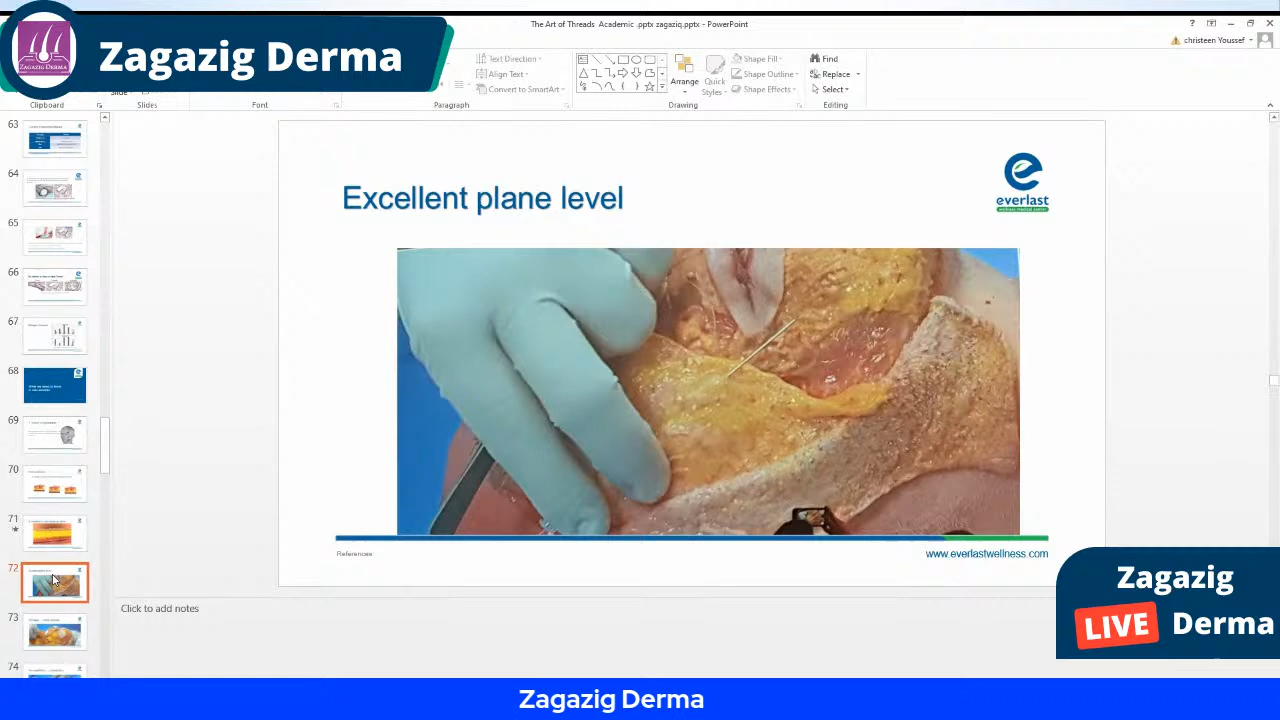 The Art of Threads Academic .pptx zagaziq.pptx - PowerPoint
christeen Youssef
Zagazig Derma
ZAGAZIG DERMA
Text Direction
Align Text
Convert to SmartArt
Arrange
Quick
Styles
Shape Fill
Shape Outline
Shape Effects
Find
Replace
Select
Clipboard
Slides
Font
Paragraph
Drawing
Editing
63
64
65
66
67
68
69
70
71
72
73
74
Excellent plane level
e
everlast
References:
www.everlastwellness.com
Click to add notes
Zagazig
LIVE Derma
Zagazig Derma